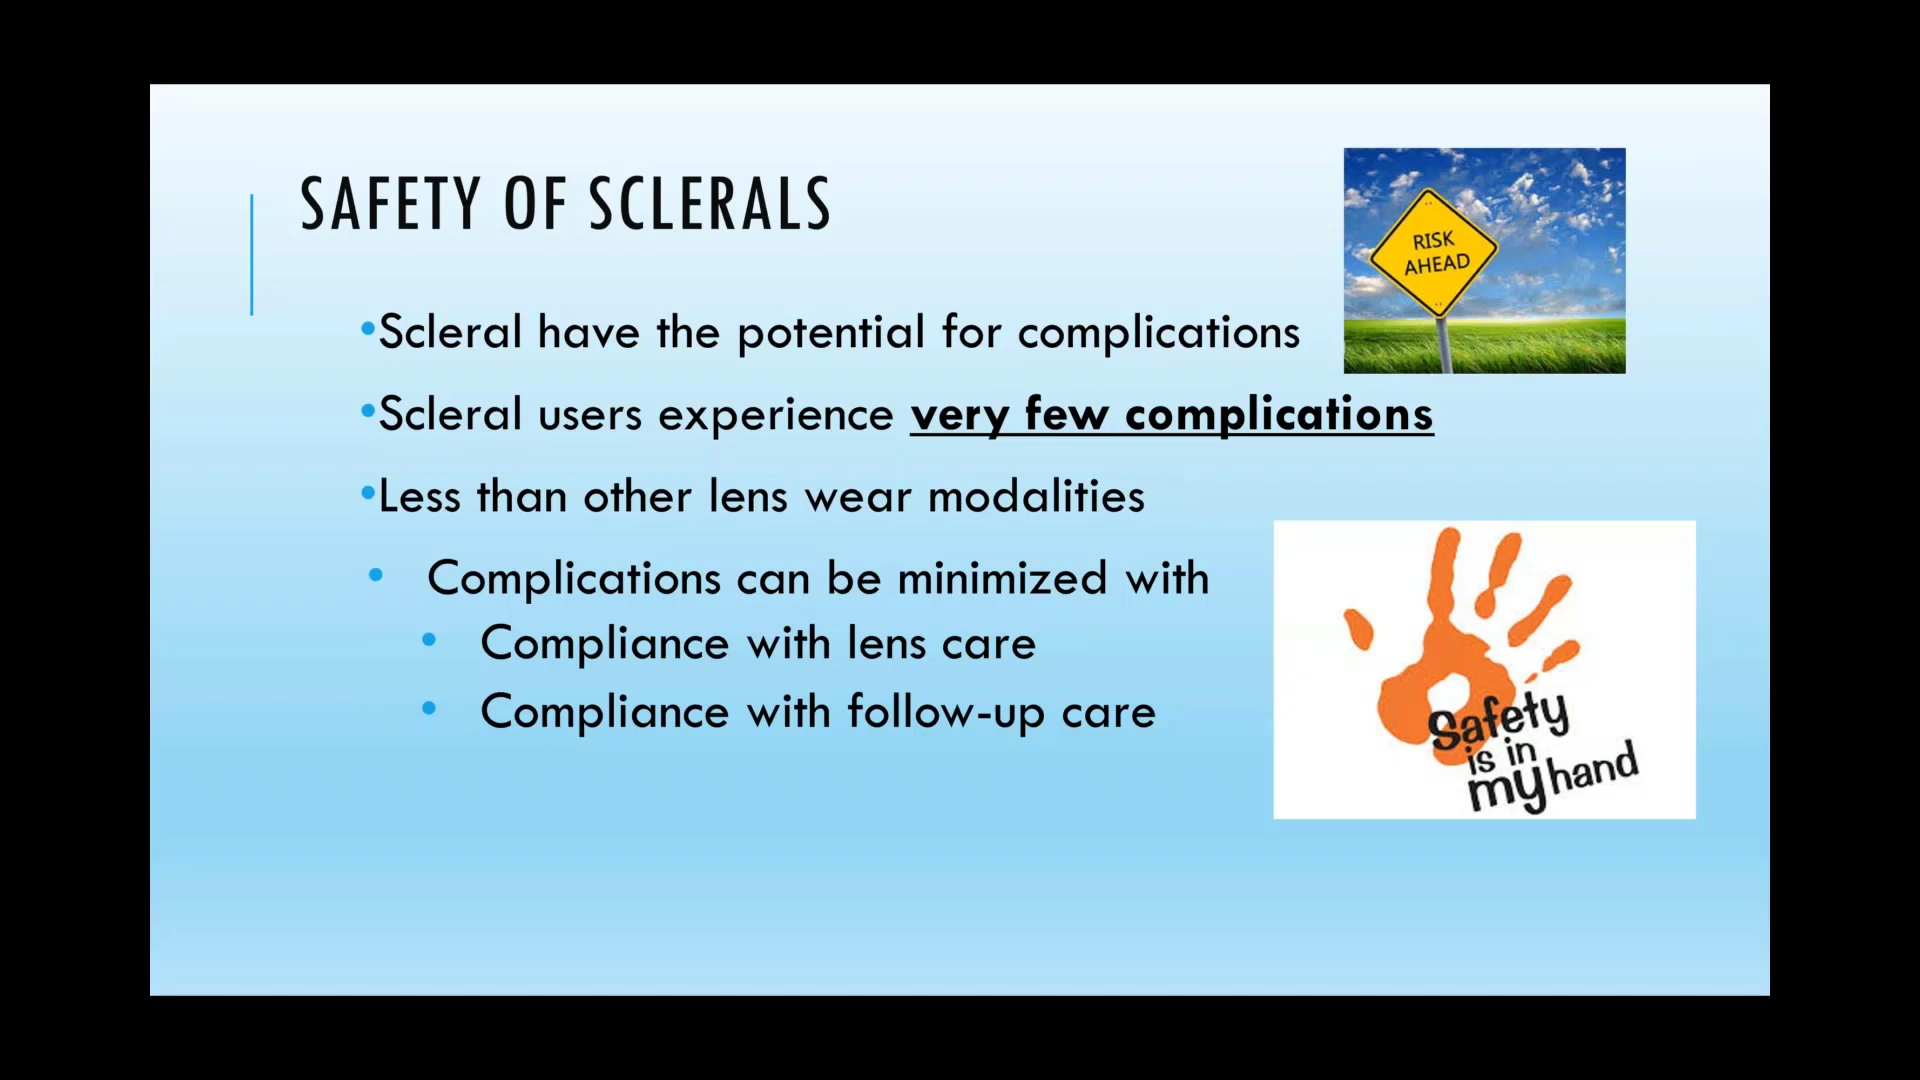 SAFETY OF SCLERALS
RISK
AHEAD
•Scleral have the potential for complications
•Scleral users experience very few complications
•Less than other lens wear modalities
• Complications can be minimized with
• Compliance with lens care
• Compliance with follow-up care
Safety
is in
my hand